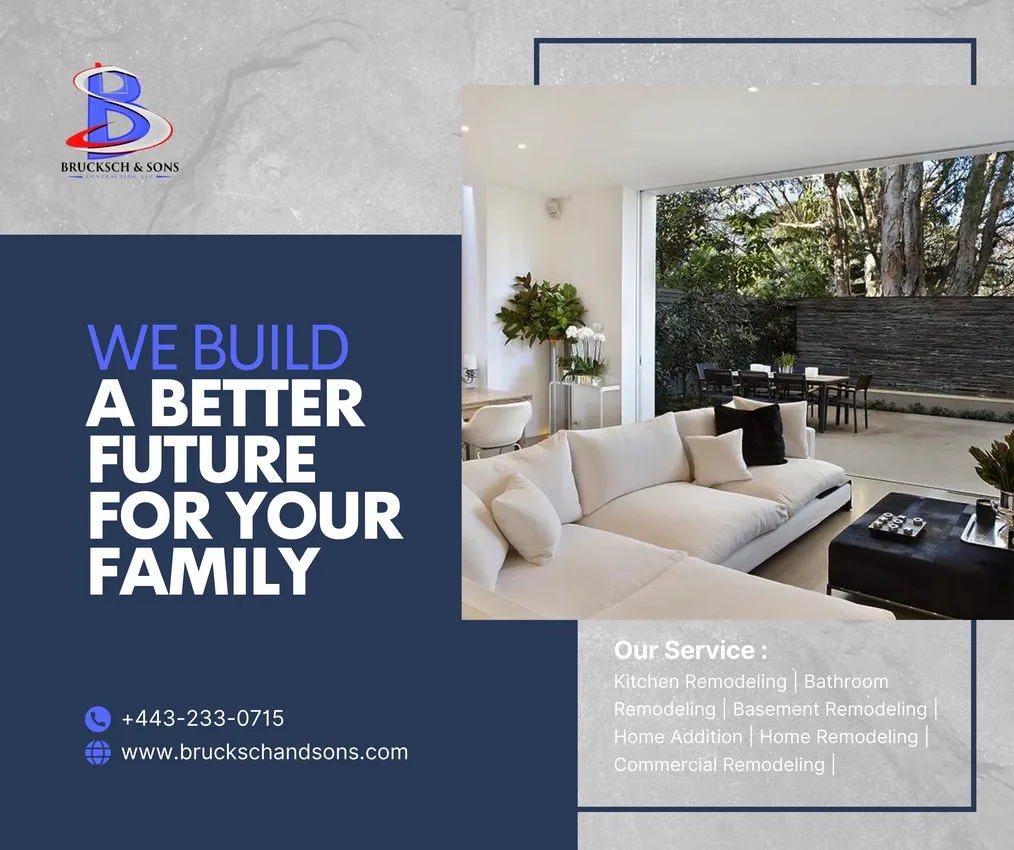 BRUCKSCH & SONS
CONTRACTING LLC
WE BUILD
A BETTER
FUTURE
FOR YOUR
FAMILY
+443-233-0715
www.bruckschandsons.com
Our Service :
Kitchen Remodeling | Bathroom
Remodeling | Basement Remodeling |
Home Addition | Home Remodeling |
Commercial Remodeling |